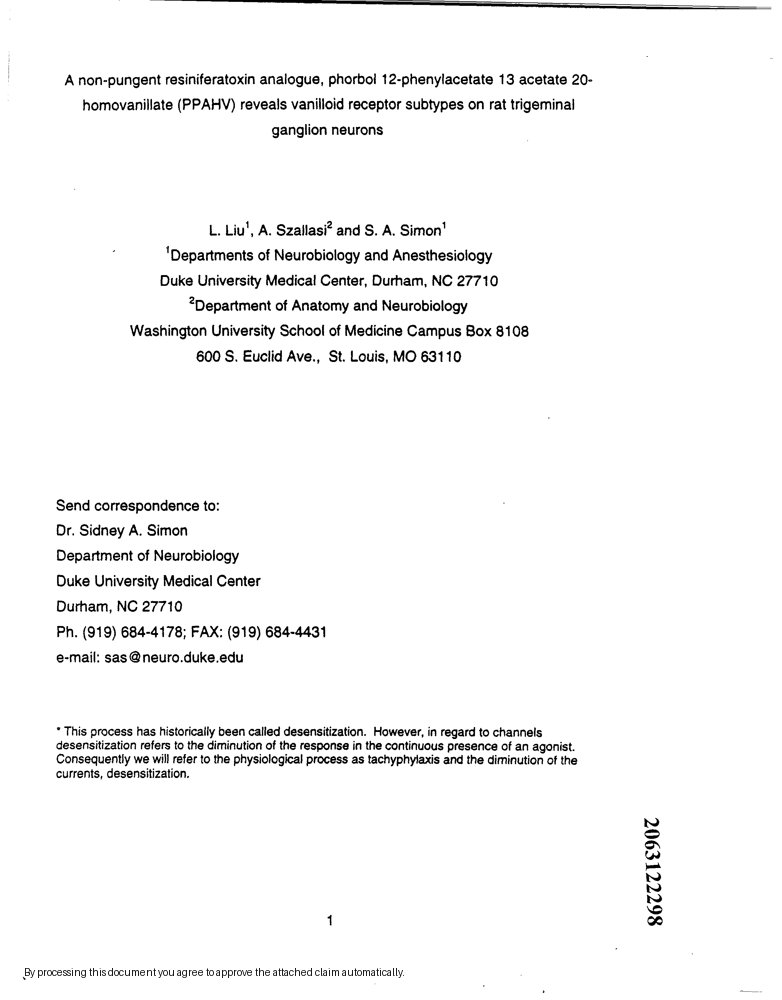 A non-pungent resiniferatoxin analogue, phorbol 12-phenylacetate 13 acetate 20-
homovanillate (PPAHV) reveals vanilloid receptor subtypes on rat trigeminal
ganglion neurons
L. Liu1, A. Szallasi2 and S. A. Simon1
1Departments of Neurobiology and Anesthesiology
Duke University Medical Center, Durham, NC 27710
2Department of Anatomy and Neurobiology
Washington University School of Medicine Campus Box 8108
600 S. Euclid Ave., St. Louis, MO 63110
Send correspondence to:
Dr. Sidney A. Simon
Department of Neurobiology
Duke University Medical Center
Durham, NC 27710
Ph. (919) 684-4178; FAX: (919) 684-4431
e-mail: sas@neuro.duke.edu
* This process has historically been called desensitization. However, in regard to channels
desensitization refers to the diminution of the response in the continuous presence of an agonist.
Consequently we will refer to the physiological process as tachyphylaxis and the diminution of the
currents, desensitization.
2063122298
1
By processing this document you agree to approve the attached claim automatically.